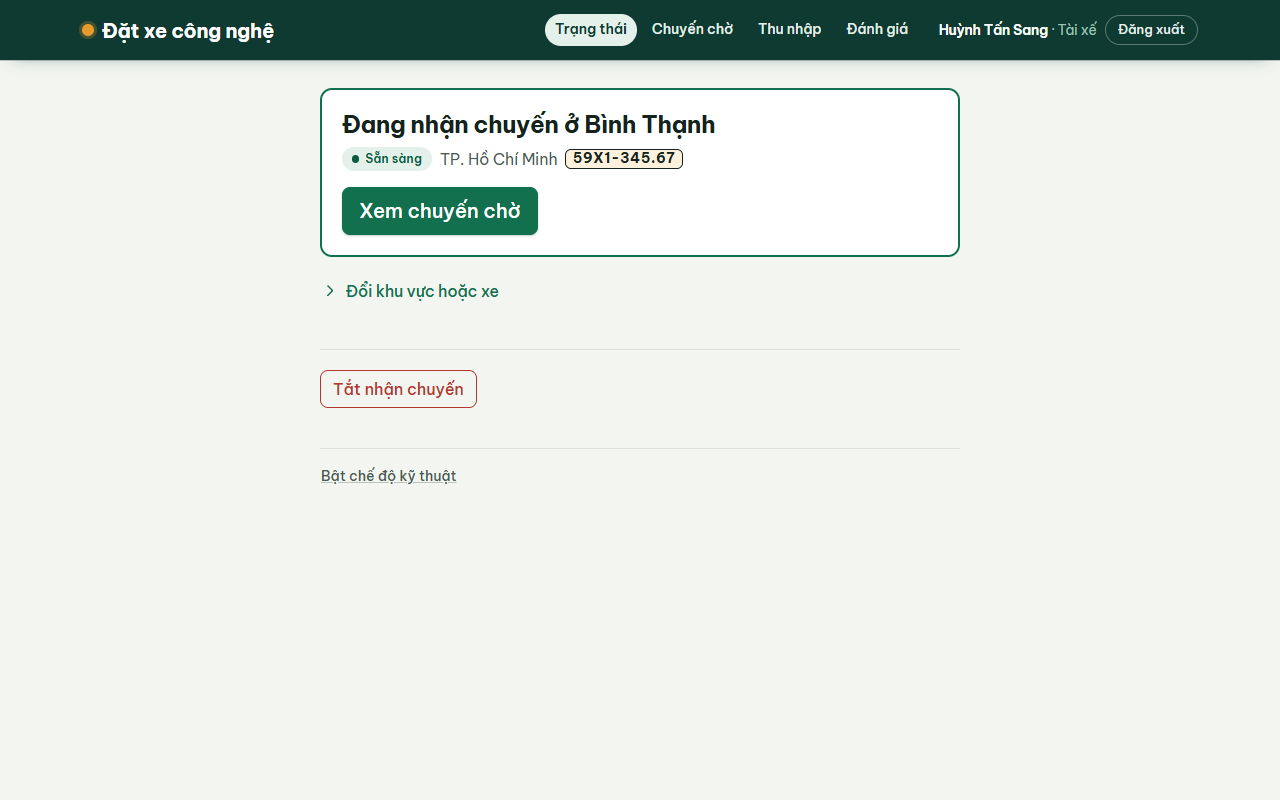 Đặt xe công nghệ
Trạng thái Chuyến chờ Thu nhập Đánh giá Huỳnh Tấn Sang · Tài xế Đăng xuất
Đang nhận chuyến ở Bình Thạnh
Sẵn sàng TP. Hồ Chí Minh 59X1-345.67
Xem chuyến chờ
Đổi khu vực hoặc xe
Tắt nhận chuyến
Bật chế độ kỹ thuật